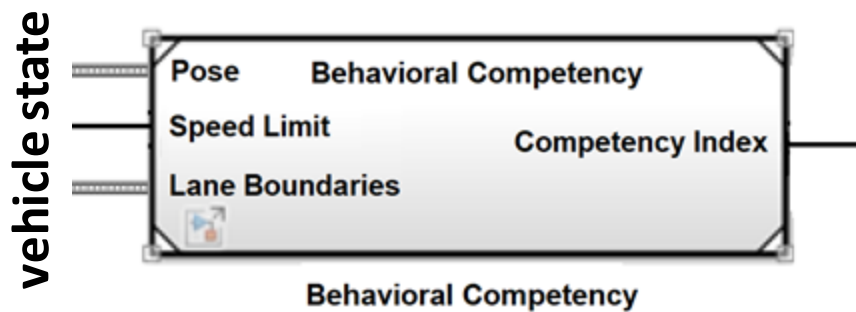 vehicle state
Pose
Behavioral Competency
Speed Limit
Competency Index
Lane Boundaries
Behavioral Competency